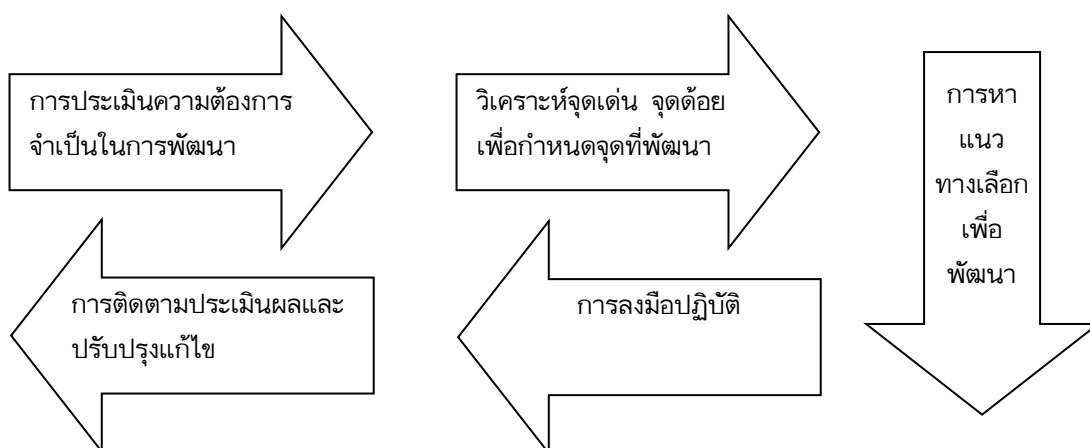 การประเมินความต้องการ
จำเป็นในการพัฒนา
วิเคราะห์จุดเด่น จุดด้อย
เพื่อกำหนดจุดที่พัฒนา
การหา
แนว
ทางเลือก
เพื่อ
พัฒนา
การลงมือปฏิบัติ
การติดตามประเมินผลและ
ปรับปรุงแก้ไข